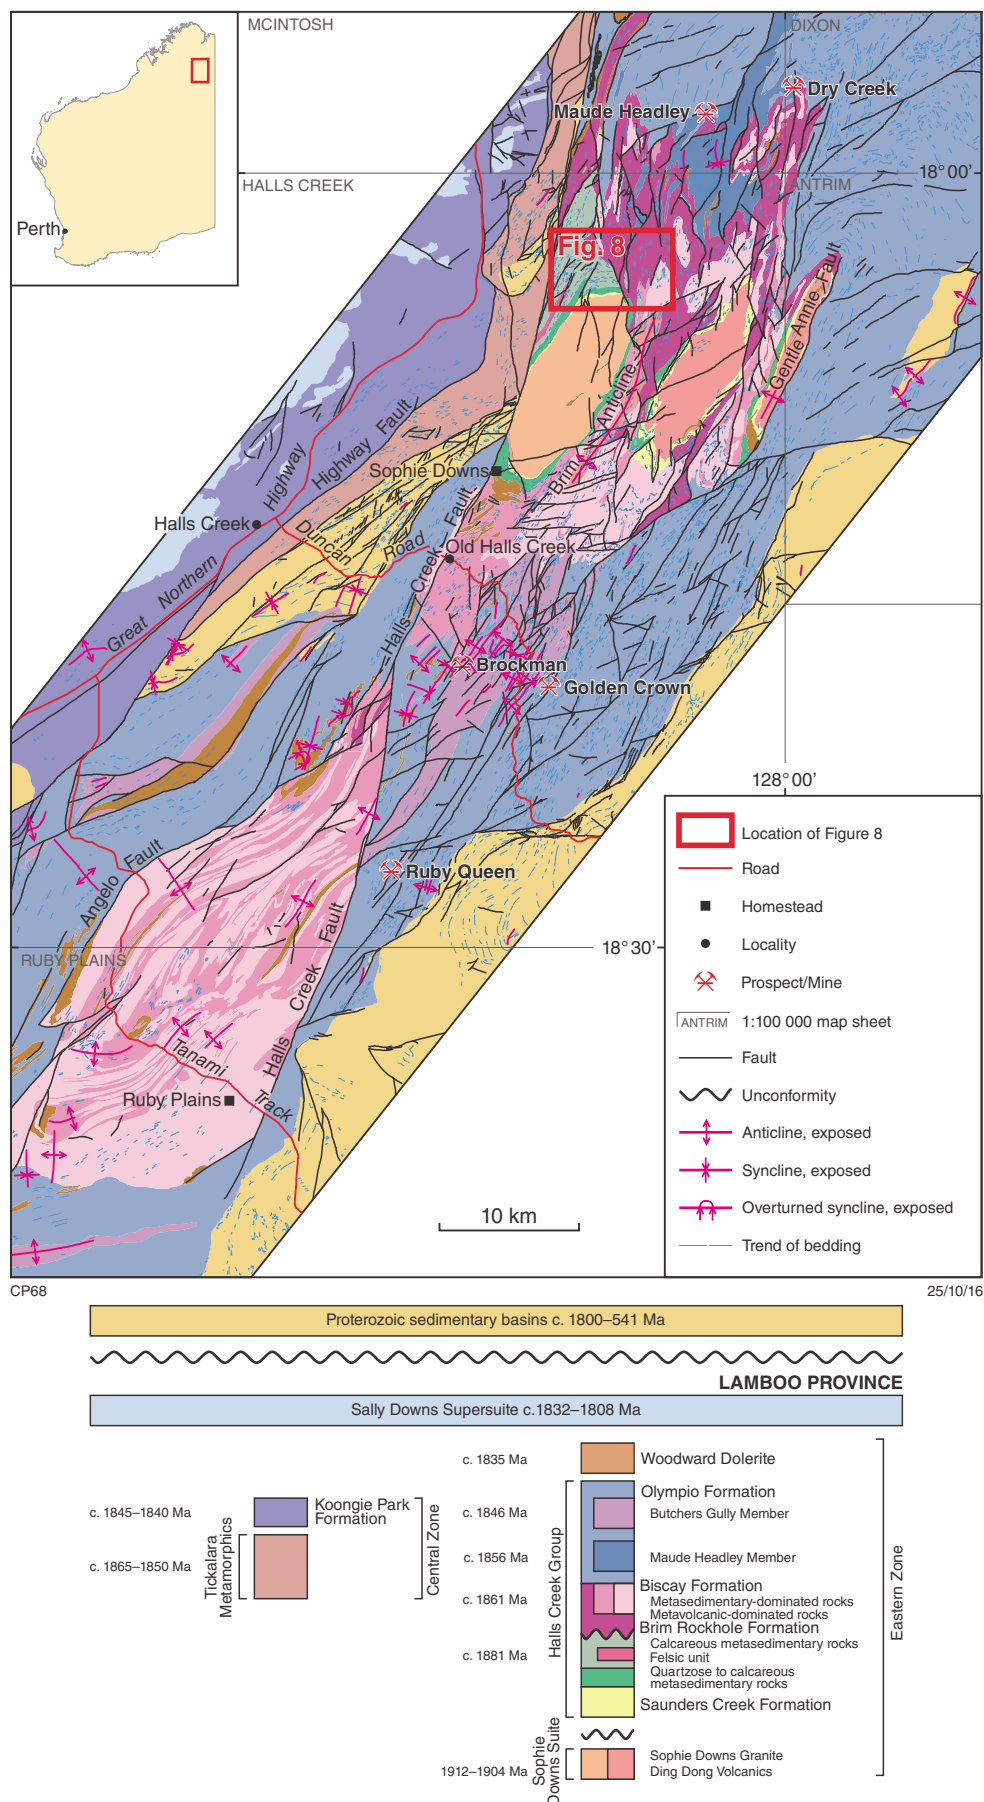 MCINTOSH
DIXON
Dry Creek
Maude Headley
HALLS CREEK
ANTRIM
18°00'
Perth
Fig. 8
Gentle Annie Fault
Anticline
Brim
Highway Fault
Highway
Sophie Downs
Halls Creek
Duncan
Road
Old Halls Creek
Northern
Great
Halls Creek Fault
Brockman
Golden Crown
128°00'
Angelo Fault
Ruby Queen
18°30'
RUBY PLAINS
Halls Creek Fault
Tanami
Track
Ruby Plains
10 km
Location of Figure 8
Road
Homestead
Locality
Prospect/Mine
ANTRIM 1:100 000 map sheet
Fault
Unconformity
Anticline, exposed
Syncline, exposed
Overturned syncline, exposed
Trend of bedding
CP68
25/10/16
Proterozoic sedimentary basins c. 1800–541 Ma
LAMBOO PROVINCE
Sally Downs Supersuite c.1832–1808 Ma
c. 1835 Ma
Woodward Dolerite
Olympio Formation
c. 1845–1840 Ma
Koongie Park
Formation
c. 1846 Ma
Butchers Gully Member
c. 1865–1850 Ma
Tickalara
Metamorphics
Central Zone
c. 1856 Ma
Maude Headley Member
Halls Creek Group
Eastern Zone
Biscay Formation
c. 1861 Ma
Metasedimentary-dominated rocks
Metavolcanic-dominated rocks
Brim Rockhole Formation
Calcareous metasedimentary rocks
c. 1881 Ma
Felsic unit
Quartzose to calcareous
metasedimentary rocks
Saunders Creek Formation
Sophie
Downs Suite
1912–1904 Ma
Sophie Downs Granite
Ding Dong Volcanics